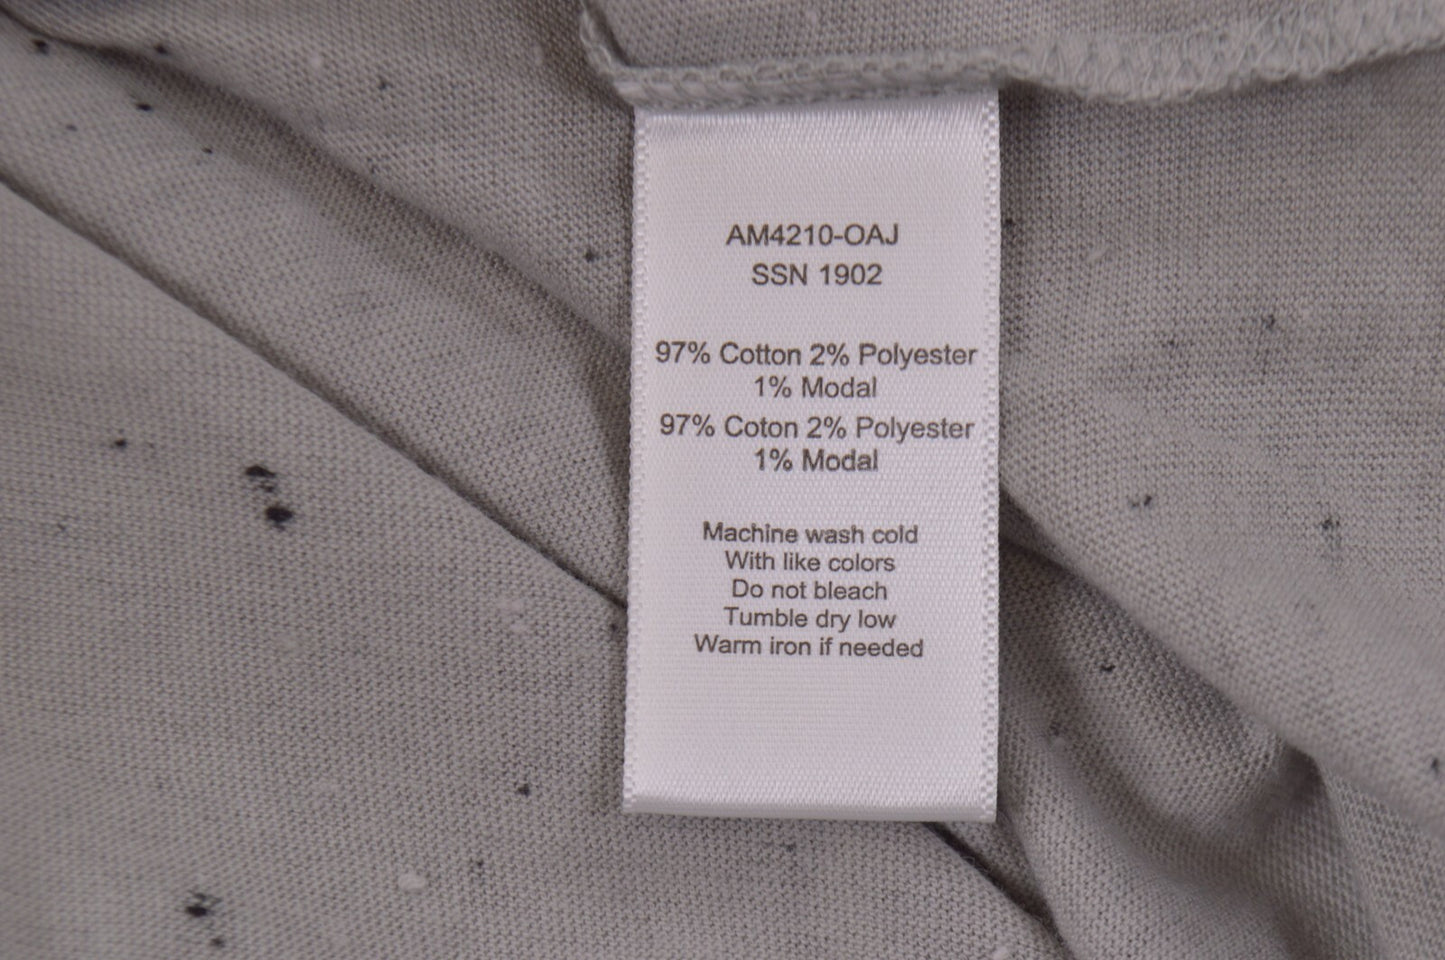 AM4210-OAJ
SSN 1902
97% Cotton 2% Polyester
1% Modal
97% Coton 2% Polyester
1% Modal
Machine wash cold
With like colors
Do not bleach
Tumble dry low
Warm iron if needed